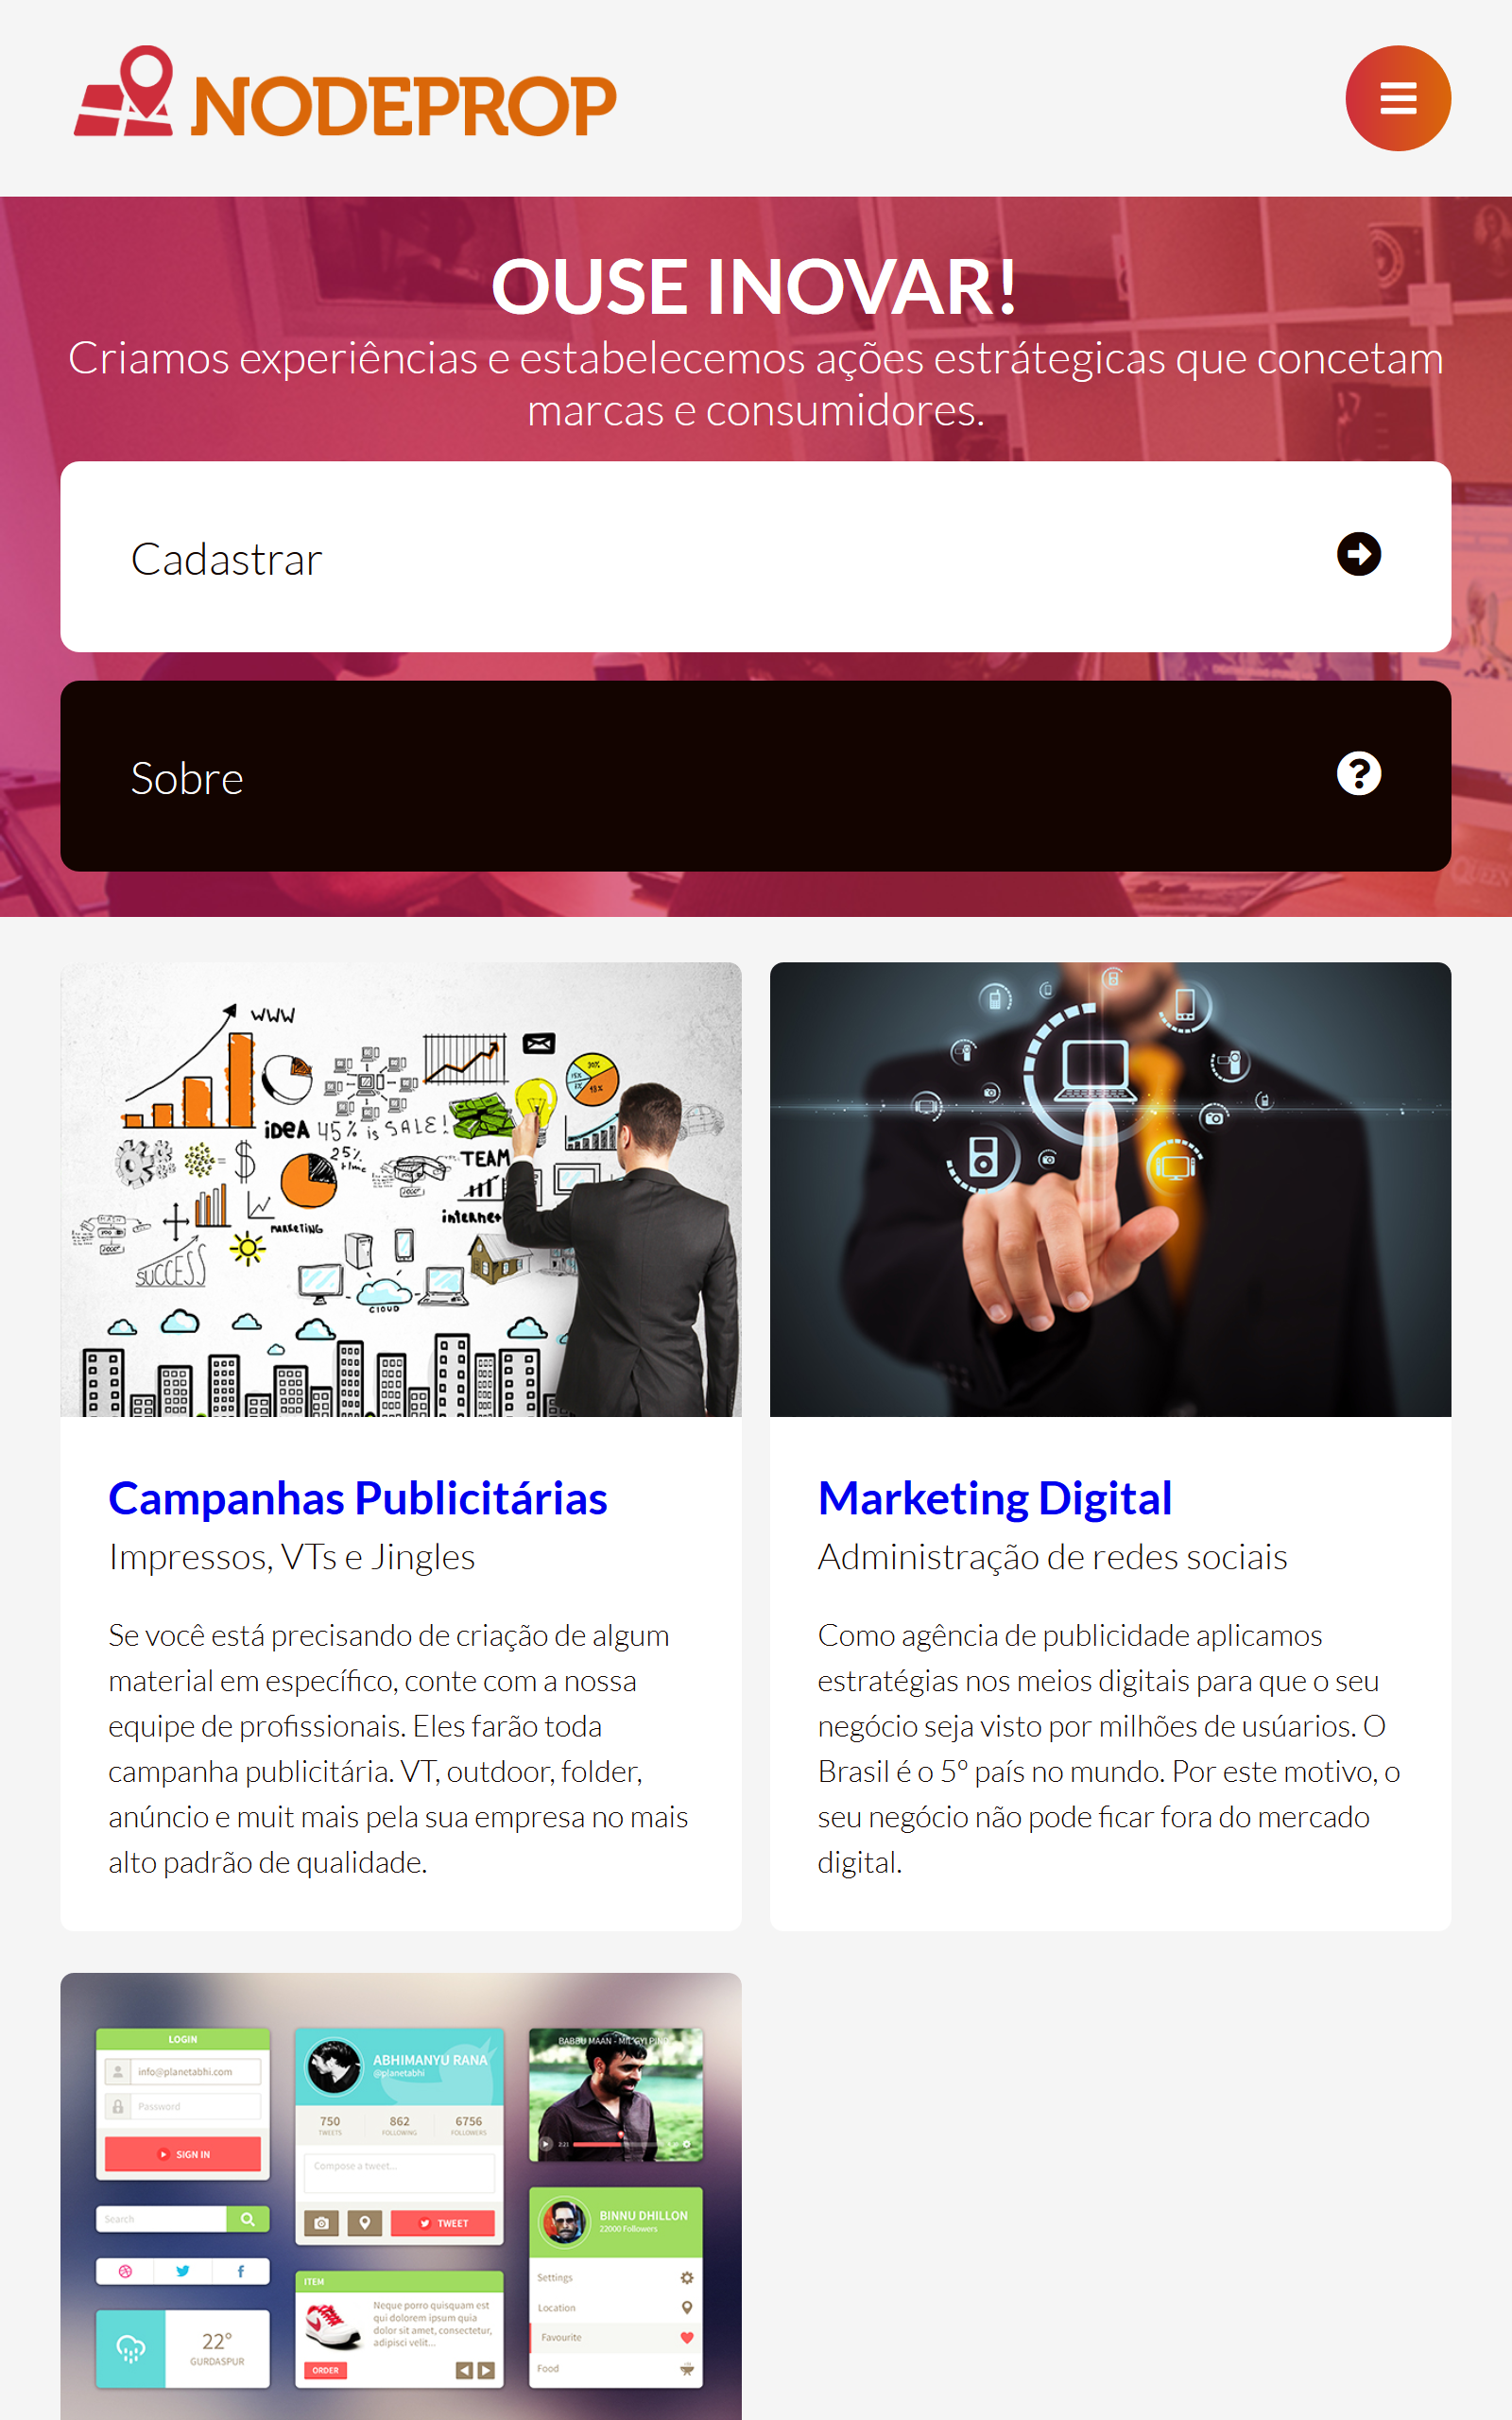 NODEPROP
OUSE INOVAR!
Criamos experiências e estabelecemos ações estrátegicas que concetam
marcas e consumidores.
Cadastrar
Sobre
WWW
30%
15%
43%
IDEA 45% is SALE!
25%
TEAM
internet
MARKETING
SUCCESS
CLOUD
Campanhas Publicitárias
Impressos, VTs e Jingles
Se você está precisando de criação de algum
material em específico, conte com a nossa
equipe de profissionais. Eles farão toda
campanha publicitária. VT, outdoor, folder,
anúncio e muit mais pela sua empresa no mais
alto padrão de qualidade.
Marketing Digital
Administração de redes sociais
Como agência de publicidade aplicamos
estratégias nos meios digitais para que o seu
negócio seja visto por milhões de usúarios. O
Brasil é o 5º país no mundo. Por este motivo, o
seu negócio não pode ficar fora do mercado
digital.
LOGIN
info@planetabhi.com
Password
SIGN IN
Search
22°
GURDASPUR
ABHIMANYU RANA
@planetabhi
750 862 6756
TWEETS FOLLOWING FOLLOWERS
Compose a tweet...
TWEET
ITEM
Neque porro quisquam est
qui dolorem ipsum quia
dolor sit amet, consectetur,
adipisci velit...
ORDER
BABBU MAAN - MIL GYI PIND
2:21
BINNU DHILLON
22000 Followers
Settings
Location
Favourite
Food